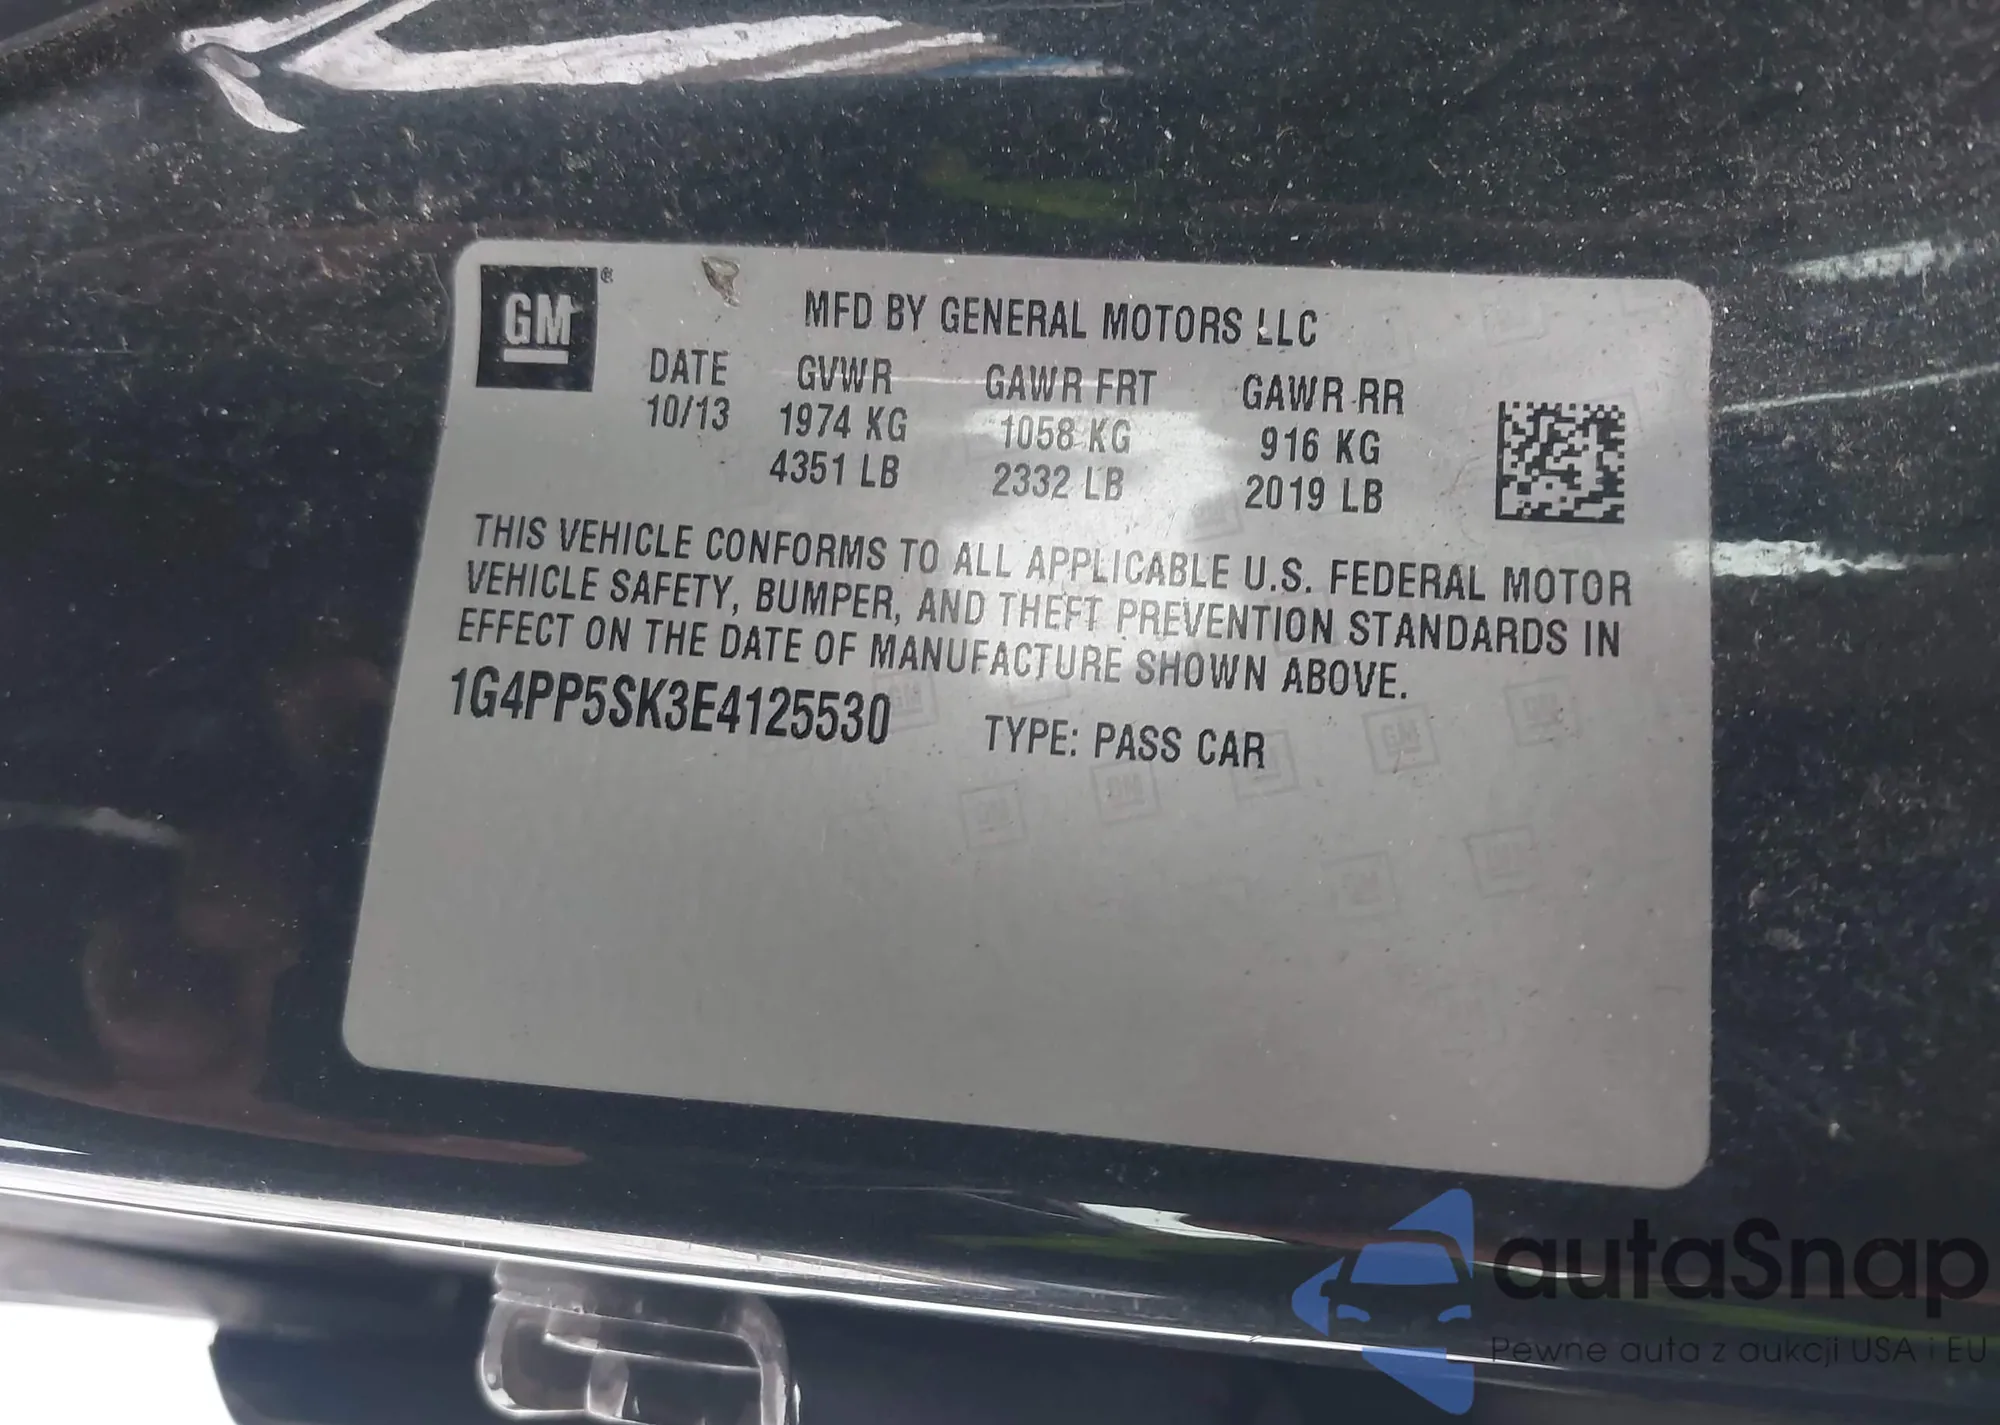 GM®
MFD BY GENERAL MOTORS LLC
DATE GVWR GAWR FRT GAWR RR
10/13 1974 KG 1058 KG 916 KG
4351 LB 2332 LB 2019 LB
THIS VEHICLE CONFORMS TO ALL APPLICABLE U.S. FEDERAL MOTOR
VEHICLE SAFETY, BUMPER, AND THEFT PREVENTION STANDARDS IN
EFFECT ON THE DATE OF MANUFACTURE SHOWN ABOVE.
1G4PP5SK3E4125530 TYPE: PASS CAR
autaSnap
Pewne auta z aukcji USA i EU